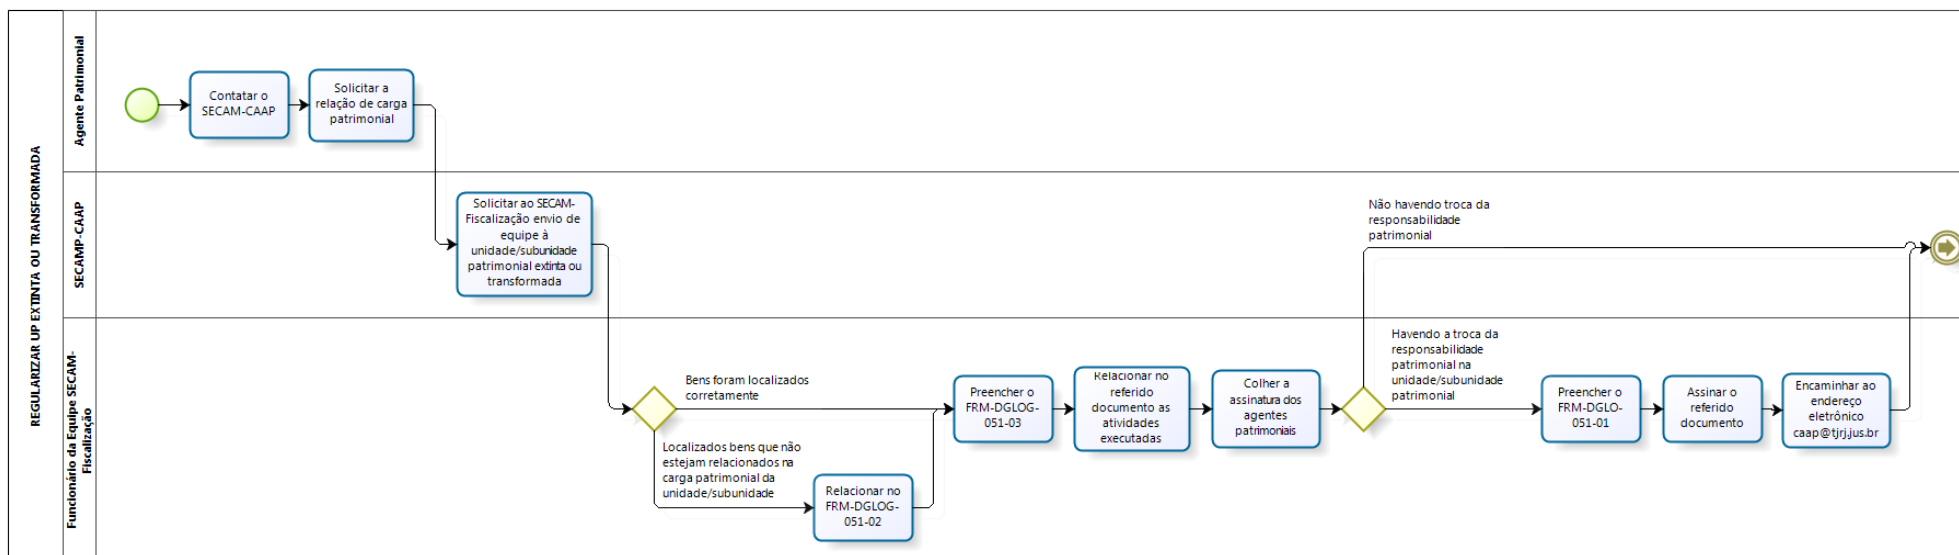 REGULARIZAR UP EXTINTA OU TRANSFORMADA
Agente Patrimonial
Contatar o
SECAM-CAAP
Solicitar a
relação de carga
patrimonial
SECAMP-CAAP
Solicitar ao SECAM-
Fiscalização envio de
equipe à
unidade/subunidade
patrimonial extinta ou
transformada
Não havendo troca da
responsabilidade
patrimonial
Funcionário da Equipe SECAM-
Fiscalização
Bens foram localizados
corretamente
Localizados bens que não
estejam relacionados na
carga patrimonial da
unidade/subunidade
Relacionar no
FRM-DGLOG-
051-02
Preencher o
FRM-DGLOG-
051-03
Relacionar no
referido
documento as
atividades
executadas
Colher a
assinatura dos
agentes
patrimoniais
Havendo a troca da
responsabilidade
patrimonial na
unidade/subunidade
patrimonial
Preencher o
FRM-DGLO-
051-01
Assinar o
referido
documento
Encaminhar ao
endereço
eletrônico
caap@tjrj.jus.br